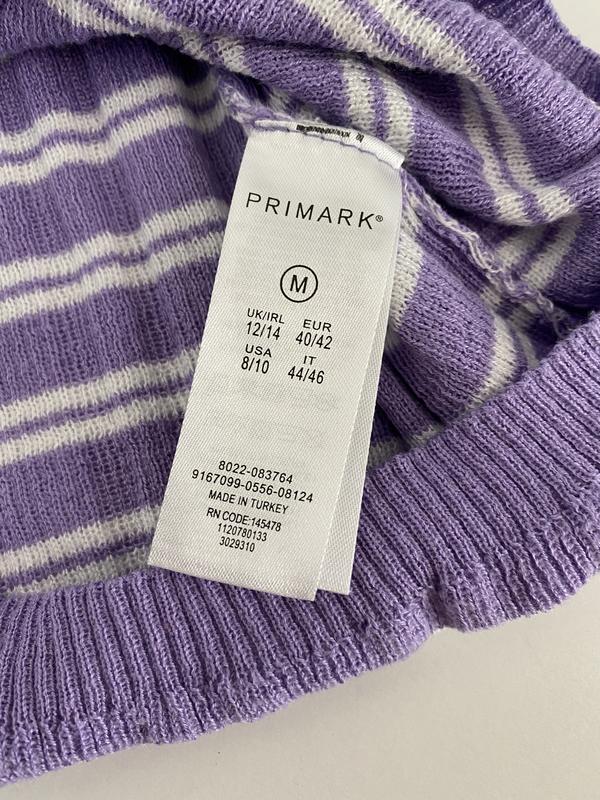 PRIMARK®
M
UK/IRL EUR
12/14 40/42
USA IT
8/10 44/46
8022-083764
9167099-0556-08124
MADE IN TURKEY
RN CODE:145478
1120780133
3029310